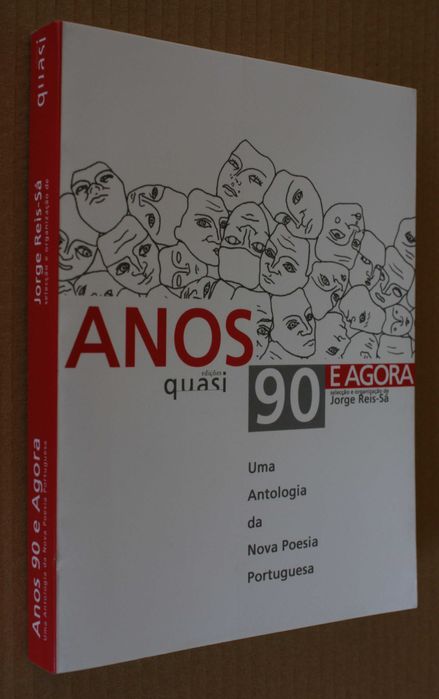 ANOS
edições
quasi
90
E AGORA
selecção e organização de
Jorge Reis-Sá
Uma
Antologia
da
Nova Poesia
Portuguesa
Anos 90 e Agora
Uma Antologia da Nova Poesia Portuguesa
Jorge Reis-Sá
selecção e organização de
quasi